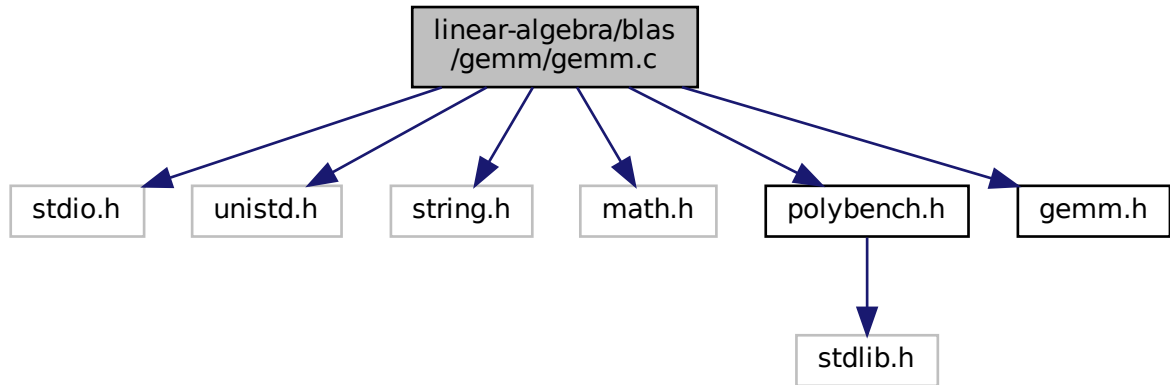 linear-algebra/blas
/gemm/gemm.c
stdio.h
unistd.h
string.h
math.h
polybench.h
gemm.h
stdlib.h